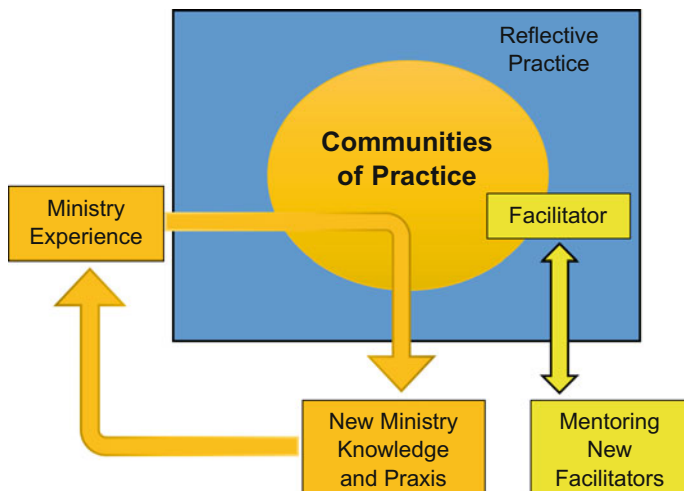 Reflective
Practice
Communities
of Practice
Ministry
Experience
Facilitator
New Ministry
Knowledge
and Praxis
Mentoring
New
Facilitators